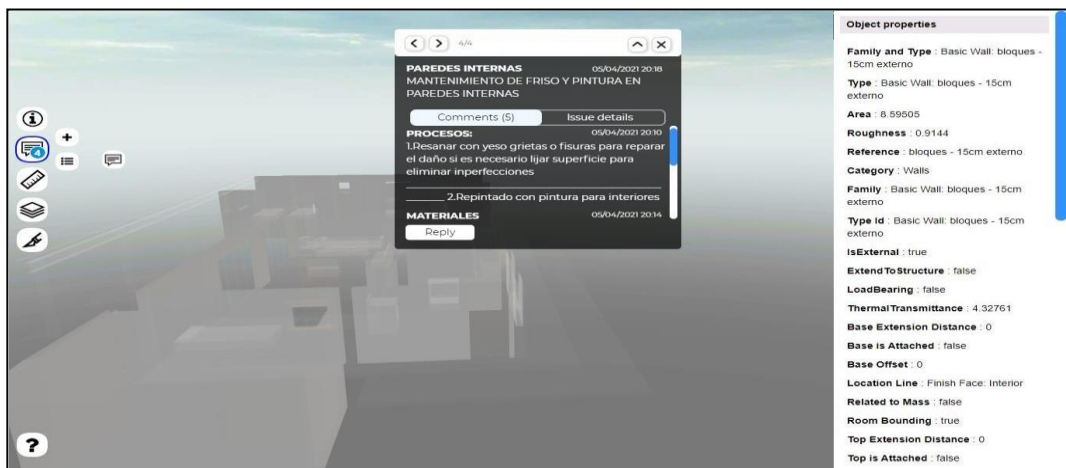 4/4
PAREDES INTERNAS 05/04/2021 20:18
MANTENIMIENTO DE FRISO Y PINTURA EN
PAREDES INTERNAS
Comments (5) Issue details
PROCESOS: 05/04/2021 20:10
1.Resanar con yeso grietas o fisuras para reparar
el daño si es necesario lijar superficie para
eliminar inperfecciones
2.Repintado con pintura para interiores
MATERIALES 05/04/2021 20:14
Reply
4
?
Object properties
Family and Type : Basic Wall: bloques -
15cm externo
Type : Basic Wall: bloques - 15cm
externo
Area : 8.59505
Roughness : 0.9144
Reference : bloques - 15cm externo
Category : Walls
Family : Basic Wall: bloques - 15cm
externo
Type Id : Basic Wall: bloques - 15cm
externo
IsExternal : true
ExtendToStructure : false
LoadBearing : false
ThermalTransmittance : 4.32761
Base Extension Distance : 0
Base is Attached : false
Base Offset : 0
Location Line : Finish Face: Interior
Related to Mass : false
Room Bounding : true
Top Extension Distance : 0
Top is Attached : false